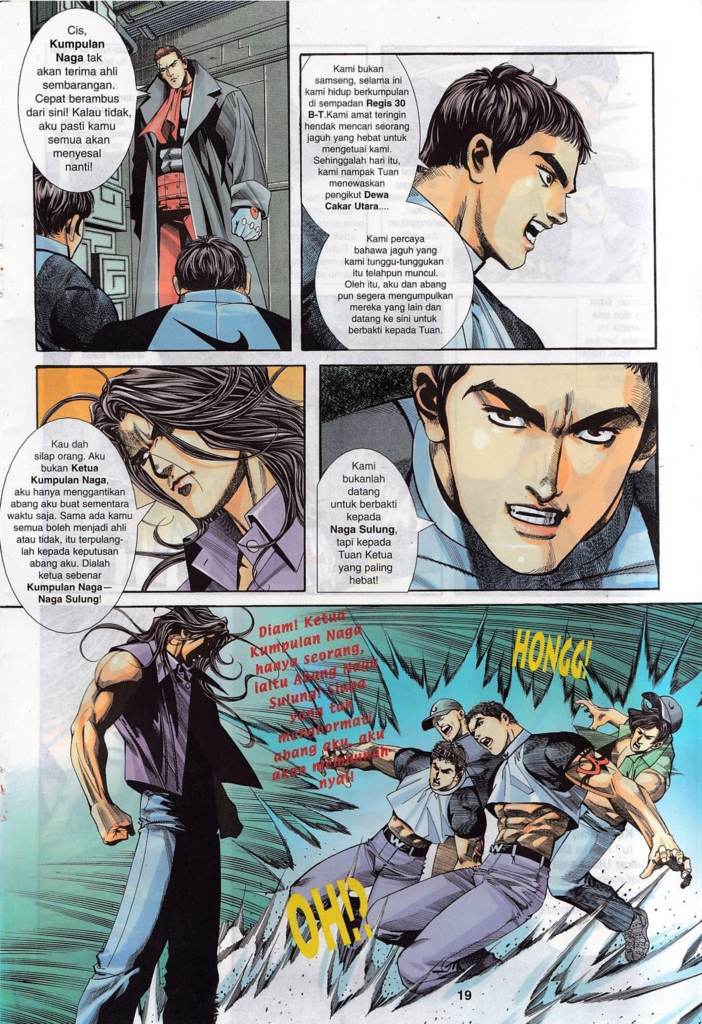 Cis,
Kumpulan
Naga tak
akan terima ahli
sembarangan.
Cepat berambus
dari sini! Kalau tidak,
aku pasti kamu
semua akan
menyesal
nanti!
Kami bukan
samseng, selama ini
kami hidup berkumpulan
di sempadan Regis 30
B-T.Kami amat teringin
hendak mencari seorang
jaguh yang hebat untuk
mengetuai kami.
Sehinggalah hari itu,
kami nampak Tuan
menewaskan
pengikut Dewa
Cakar Utara....
Kami percaya
bahawa jaguh yang
kami tunggu-tunggukan
itu telahpun muncul.
Oleh itu, aku dan abang
pun segera mengumpulkan
mereka yang lain dan
datang ke sini untuk
berbakti kepada Tuan.
Kau dah
silap orang. Aku
bukan Ketua
Kumpulan Naga,
aku hanya menggantikan
abang aku buat sementara
waktu saja. Sama ada kamu
semua boleh menjadi ahli
atau tidak, itu terpulang-
lah kepada keputusan
abang aku. Dialah
ketua sebenar
Kumpulan Naga—
Naga Sulung!
Kami
bukanlah
datang
untuk berbakti
kepada
Naga Sulung,
tapi kepada
Tuan Ketua
yang paling
hebat!
Diam! Ketua
Kumpulan Naga
hanya seorang,
iaitu Abang Naga
Sulung! Siapa
yang tak
menghormati
abang aku, aku
akan membunuh
nya!!
HONGG!
OH!?
19